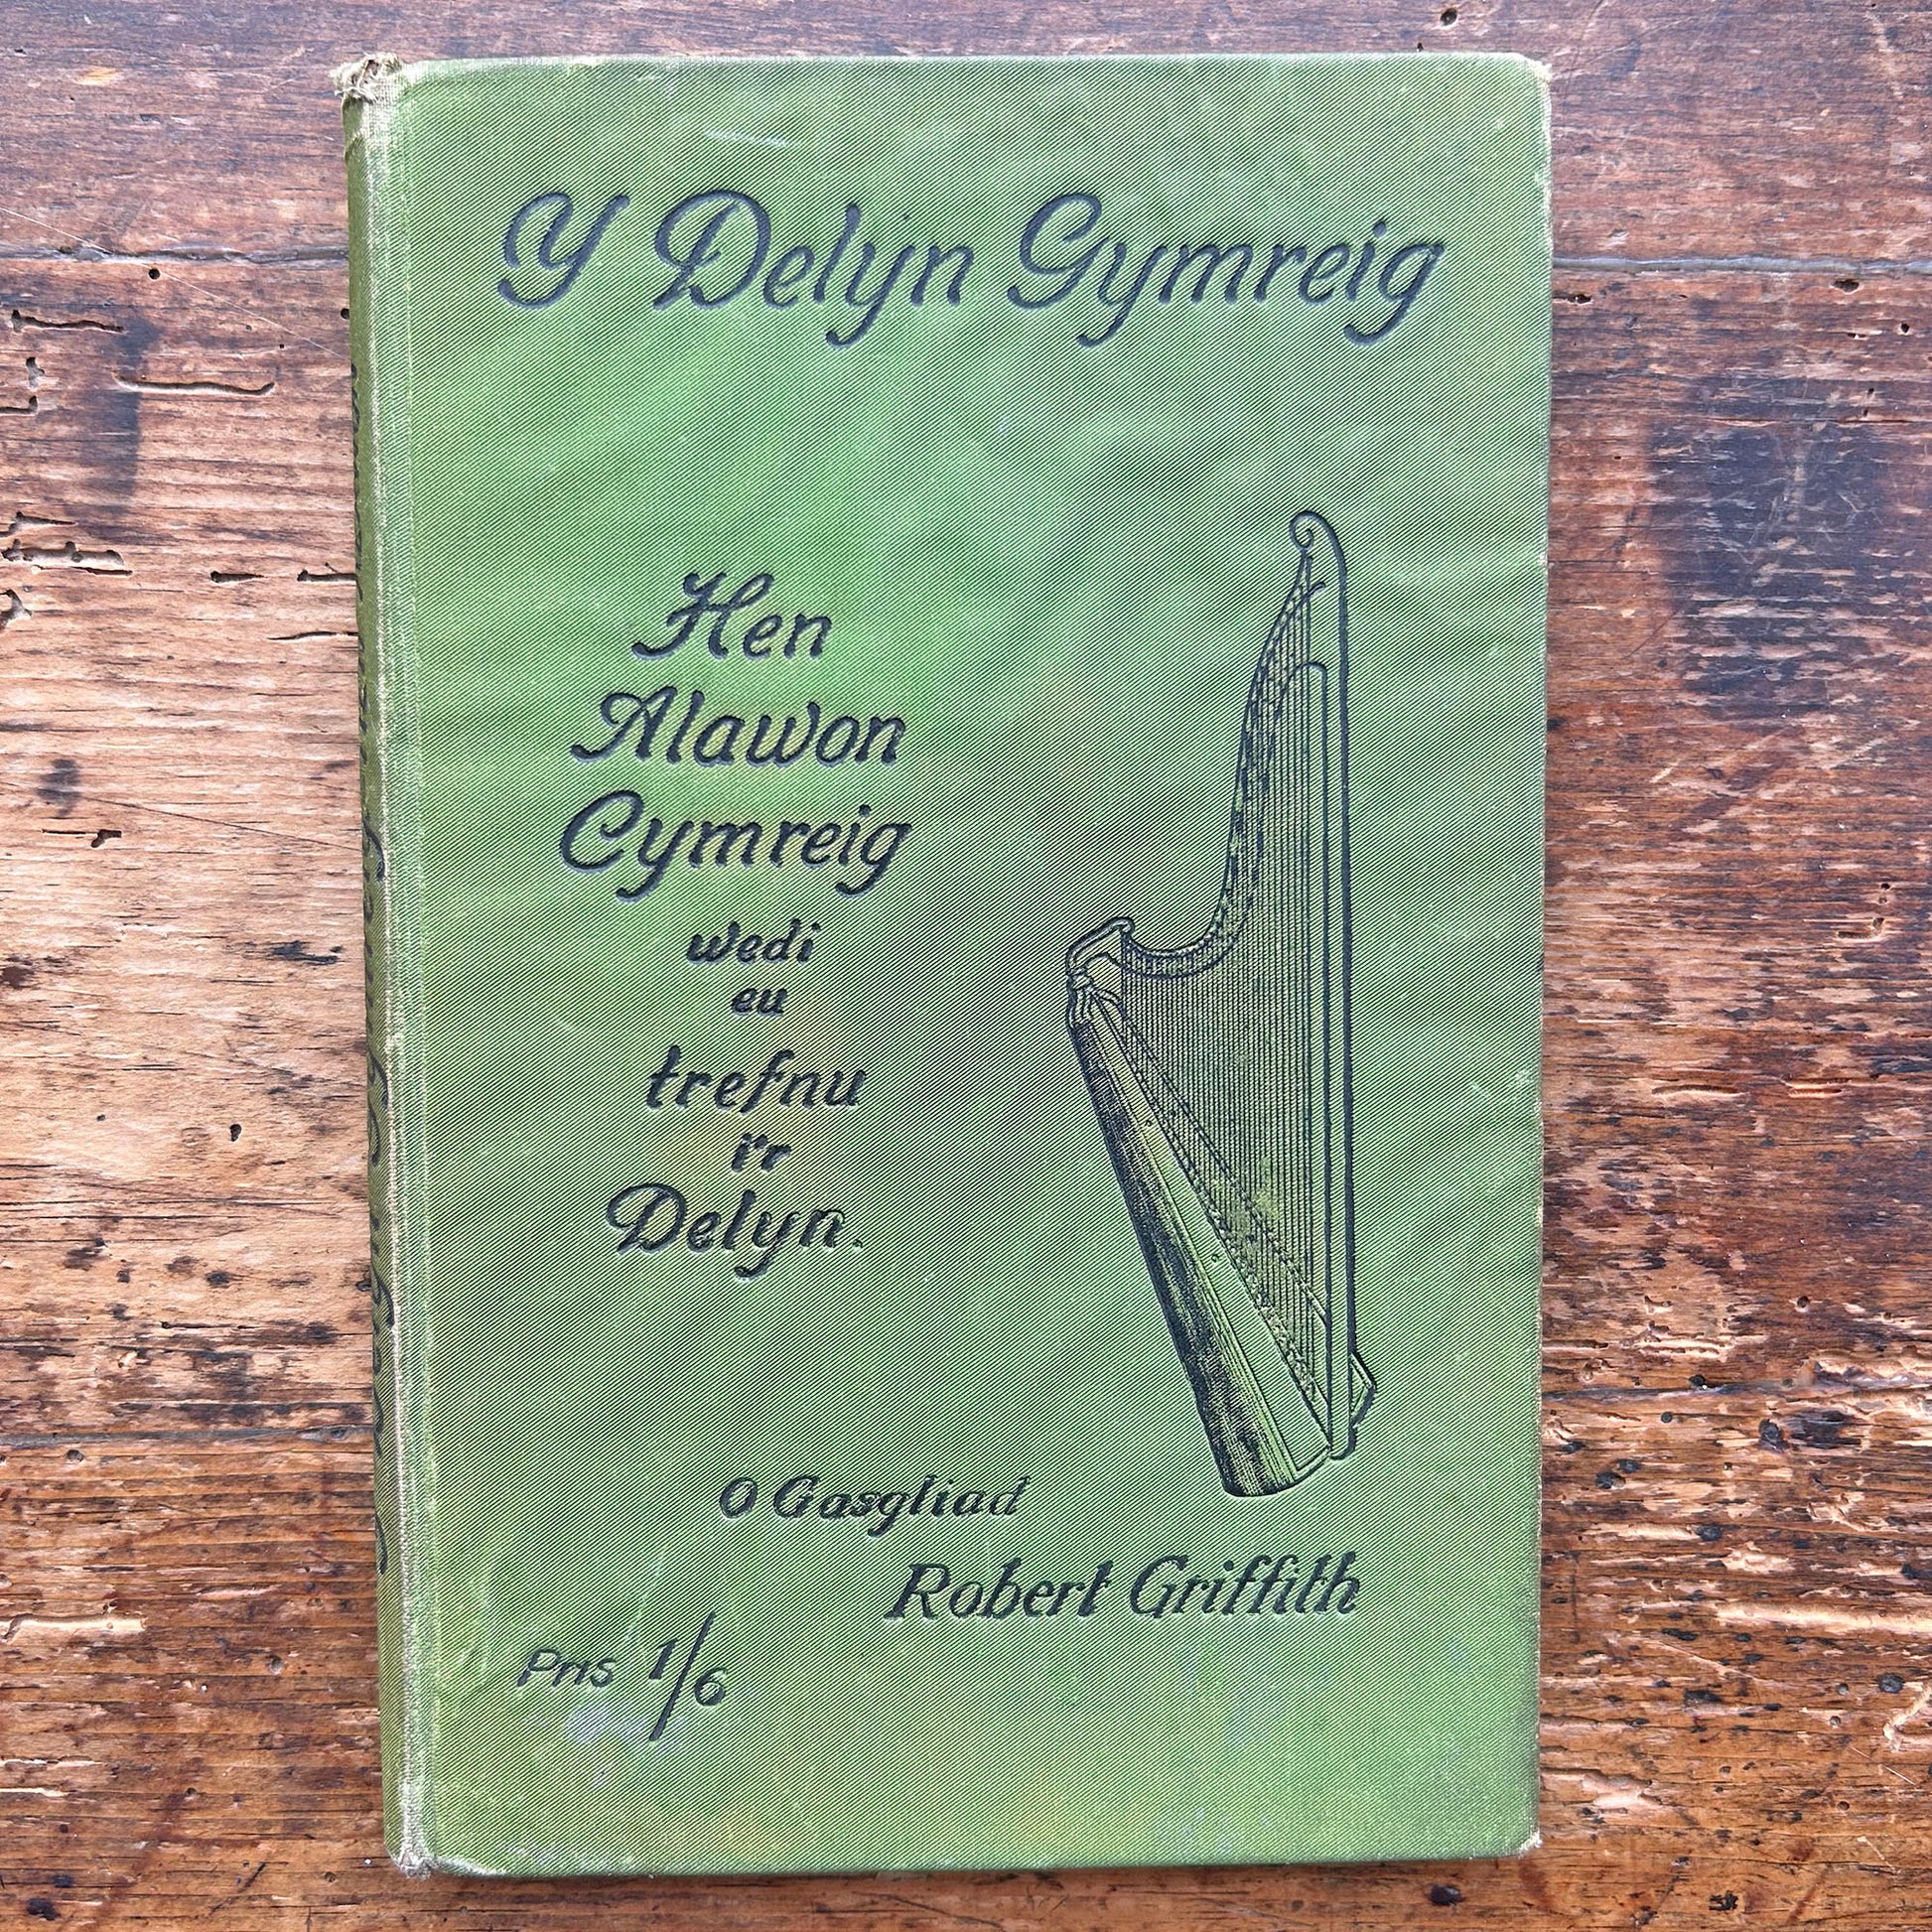 Y Delyn Gymreig
Hen
Alawon
Cymreig
wedi
eu
trefnu
i'r
Delyn.
O Gasgliad
Robert Griffith
Pris 1/6